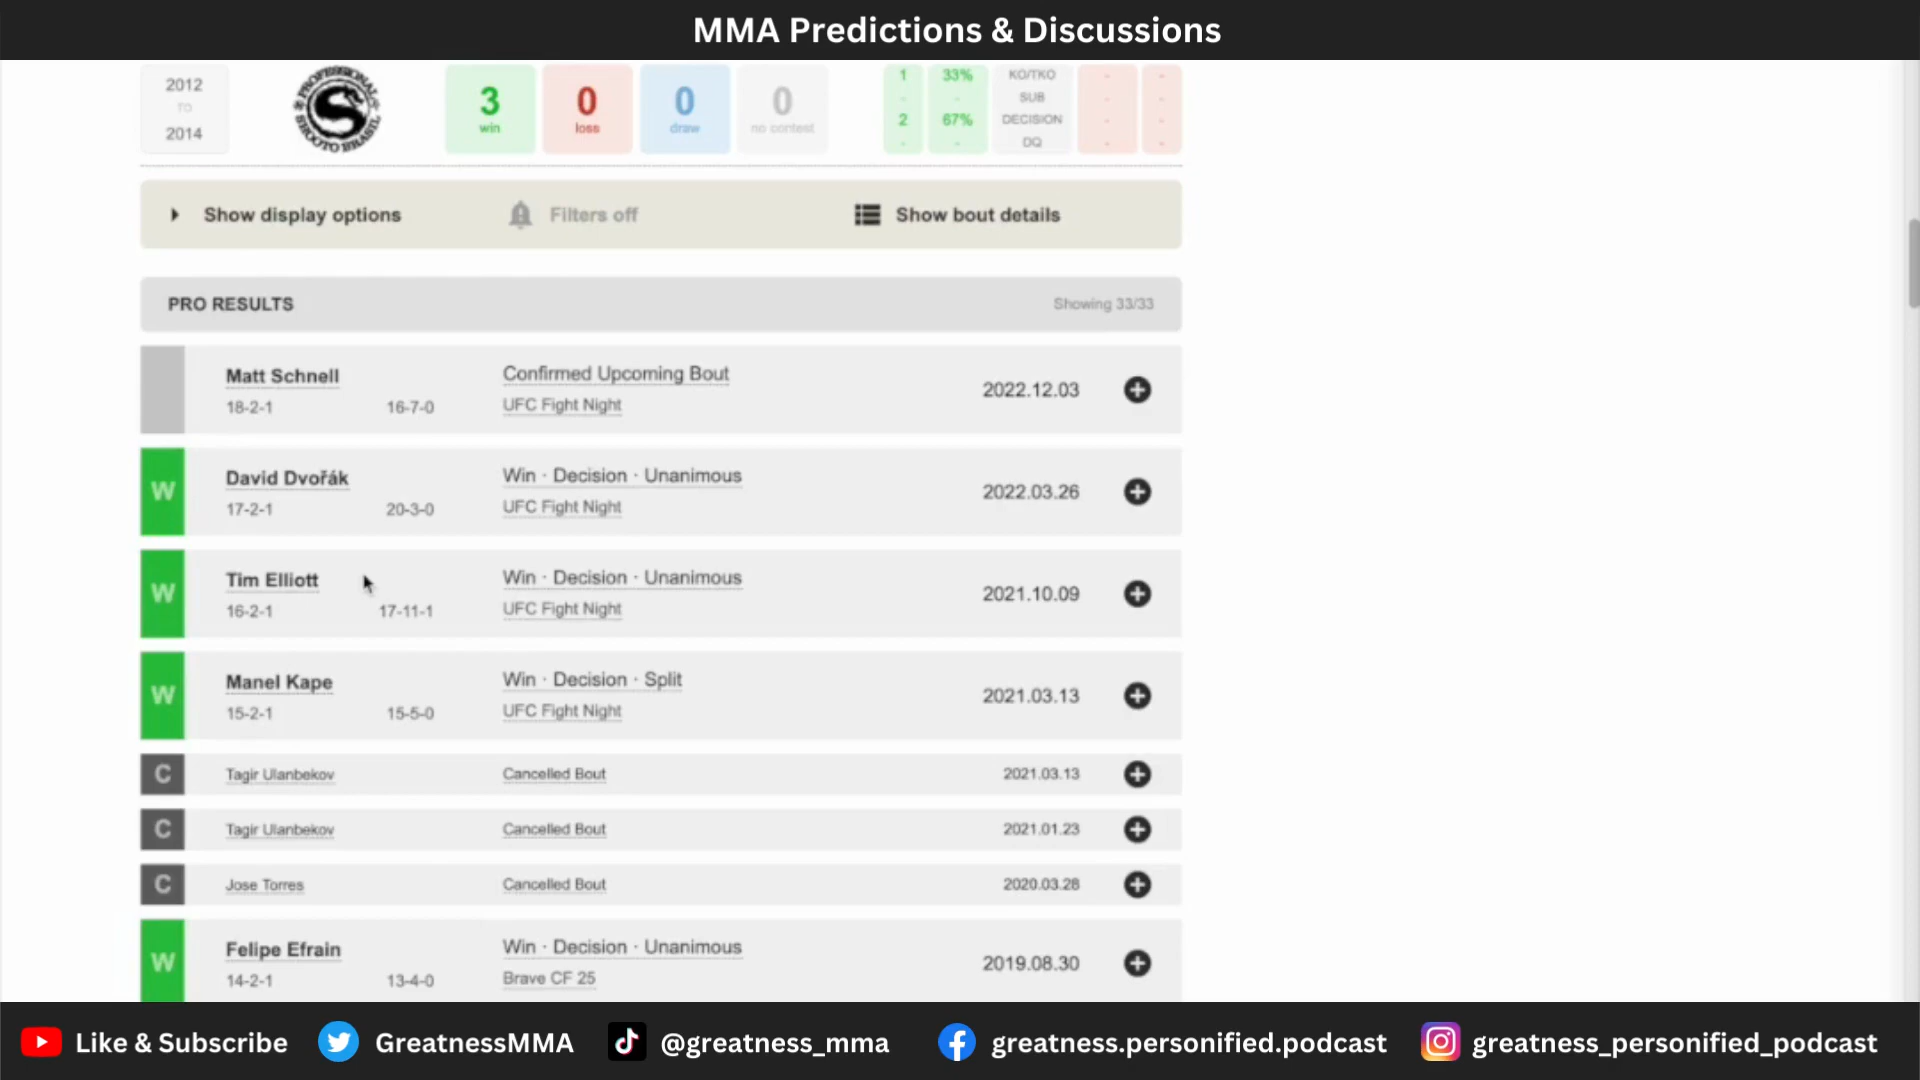 MMA Predictions & Discussions
2012
TO
2014
PROFESSIONAL
SHOOTO BRASIL
3
win
0
loss
0
draw
0
no contest
1 33% KO/TKO - -
- - SUB - -
2 67% DECISION - -
- - DQ - -
Show display options
Filters off
Show bout details
PRO RESULTS
Showing 33/33
Matt Schnell
18-2-1 16-7-0
Confirmed Upcoming Bout
UFC Fight Night
2022.12.03
W
David Dvořák
17-2-1 20-3-0
Win · Decision · Unanimous
UFC Fight Night
2022.03.26
W
Tim Elliott
16-2-1 17-11-1
Win · Decision · Unanimous
UFC Fight Night
2021.10.09
W
Manel Kape
15-2-1 15-5-0
Win · Decision · Split
UFC Fight Night
2021.03.13
C Tagir Ulanbekov Cancelled Bout 2021.03.13
C Tagir Ulanbekov Cancelled Bout 2021.01.23
C Jose Torres Cancelled Bout 2020.03.28
W
Felipe Efrain
14-2-1 13-4-0
Win · Decision · Unanimous
Brave CF 25
2019.08.30
Like & Subscribe GreatnessMMA @greatness_mma greatness.personified.podcast greatness_personified_podcast